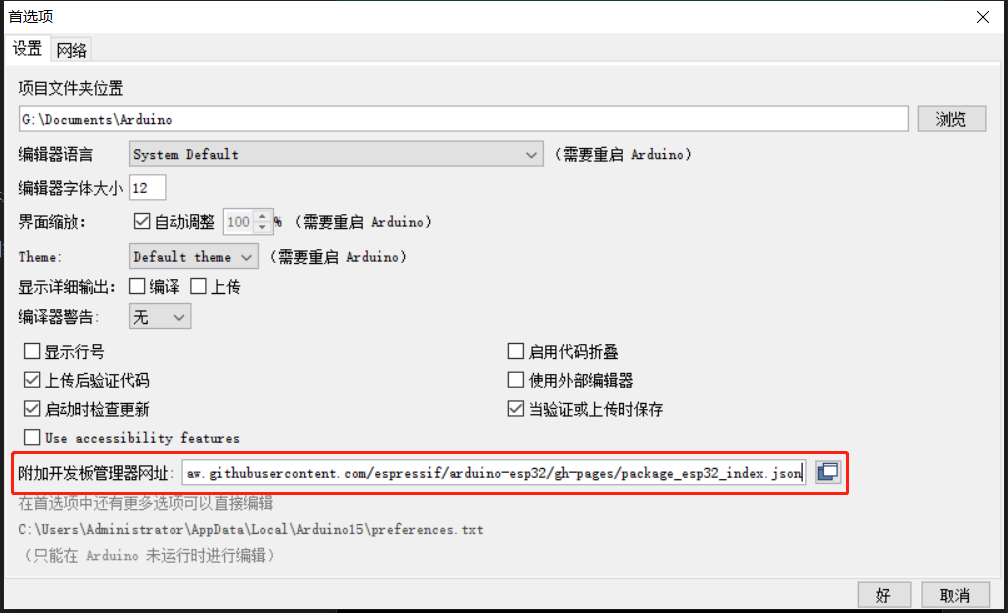 首选项
设置 网络
项目文件夹位置
G:\Documents\Arduino 浏览
编辑器语言 System Default （需要重启 Arduino）
编辑器字体大小 12
界面缩放： 自动调整 100 % （需要重启 Arduino）
Theme: Default theme （需要重启 Arduino）
显示详细输出： 编译 上传
编译器警告: 无
显示行号 启用代码折叠
上传后验证代码 使用外部编辑器
启动时检查更新 当验证或上传时保存
Use accessibility features
附加开发板管理器网址: aw.githubusercontent.com/espressif/arduino-esp32/gh-pages/package_esp32_index.json
在首选项中还有更多选项可以直接编辑
C:\Users\Administrator\AppData\Local\Arduino15\preferences.txt
（只能在 Arduino 未运行时进行编辑）
好 取消